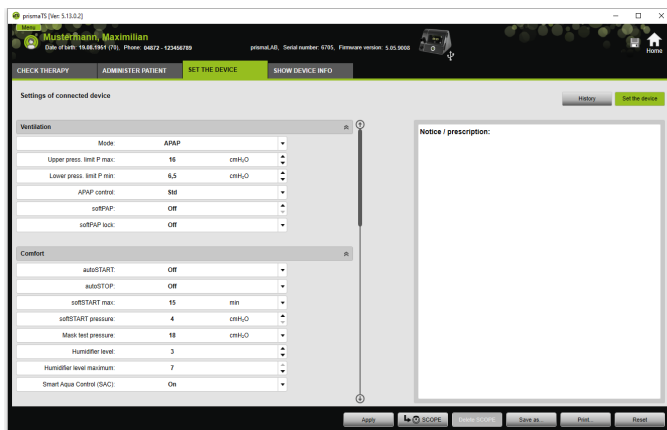 prismaTS [Ver. 5.13.0.2]
Menu
Mustermann, Maximilian
Date of birth: 19.08.1951 (70), Phone: 04872 - 123456789
prismaLAB, Serial number: 6705, Firmware version: 5.05.9008
Home
CHECK THERAPY ADMINISTER PATIENT SET THE DEVICE SHOW DEVICE INFO
Settings of connected device
History Set the device
Ventilation
Notice / prescription:
Mode: APAP
Upper press. limit P max: 16 cmH₂O
Lower press. limit P min: 6,5 cmH₂O
APAP control: Std
softPAP: Off
softPAP lock: Off
Comfort
autoSTART: Off
autoSTOP: Off
softSTART max: 15 min
softSTART pressure: 4 cmH₂O
Mask test pressure: 18 cmH₂O
Humidifier level: 3
Humidifier level maximum: 7
Smart Aqua Control (SAC): On
Apply SCOPE Delete SCOPE Save as... Print... Reset